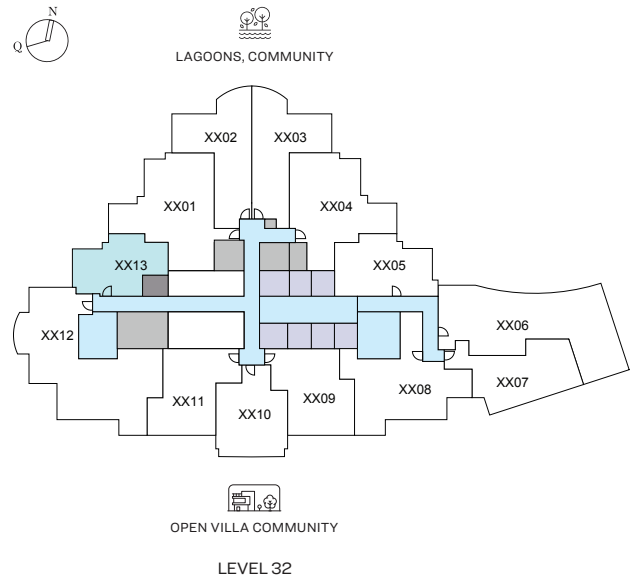 N
Q
LAGOONS, COMMUNITY
XX02
XX03
XX01
XX04
XX13
XX05
XX12
XX06
XX07
XX08
XX11
XX10
XX09
OPEN VILLA COMMUNITY
LEVEL 32